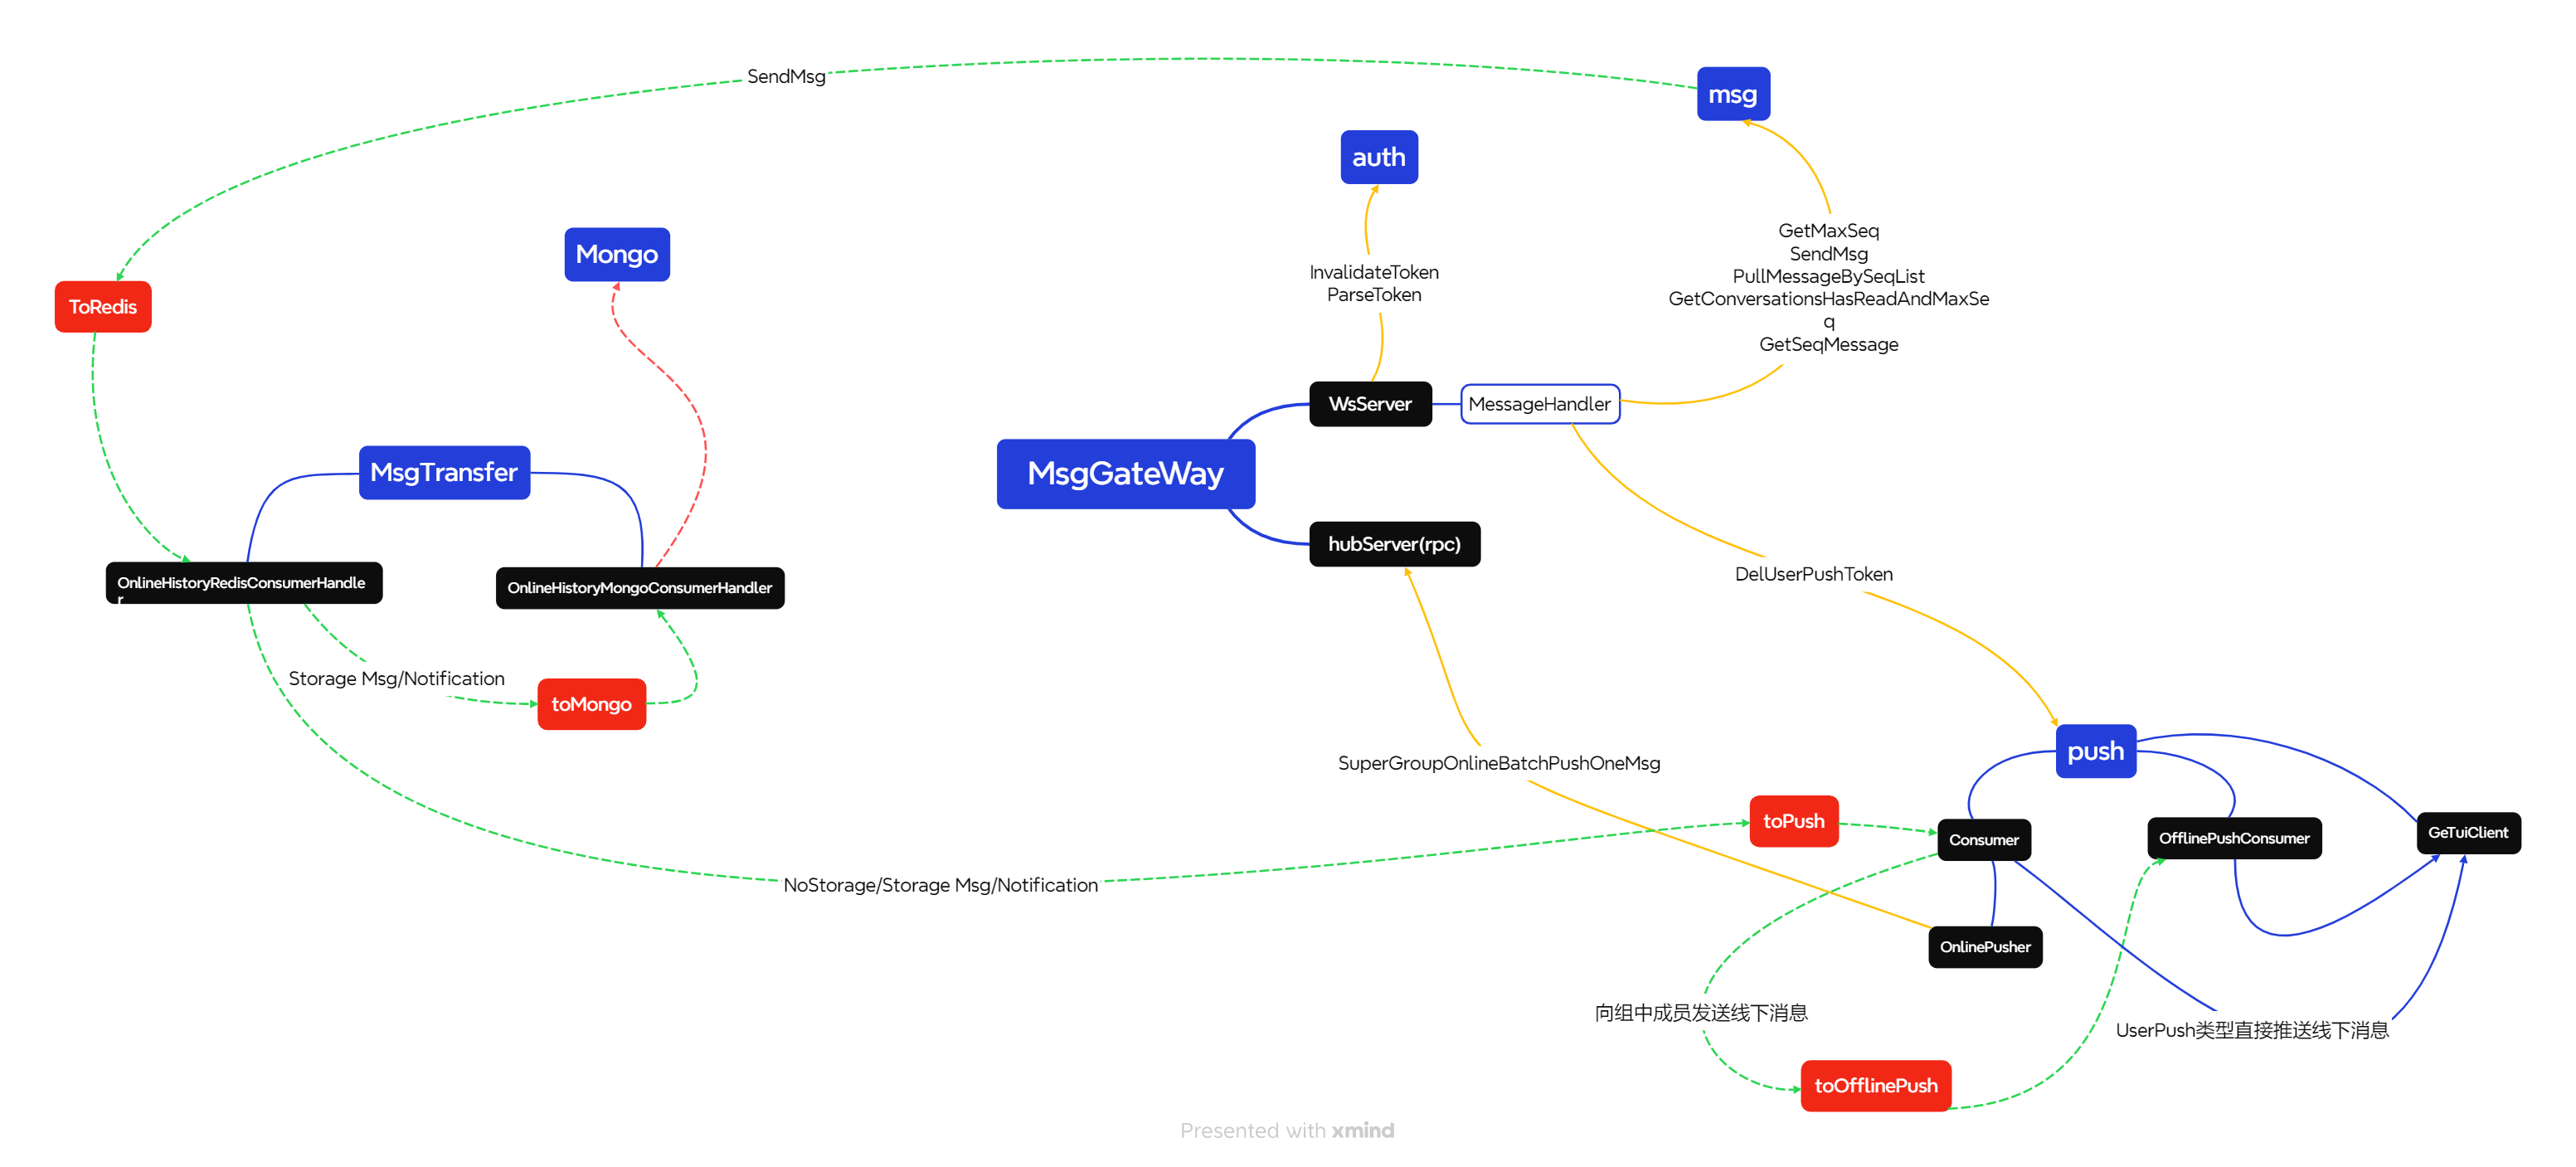 SendMsg
msg
auth
Mongo
GetMaxSeq
SendMsg
PullMessageBySeqList
GetConversationsHasReadAndMaxSe
q
GetSeqMessage
InvalidateToken
ParseToken
ToRedis
WsServer
MessageHandler
MsgTransfer
MsgGateWay
hubServer(rpc)
OnlineHistoryRedisConsumerHandle
r
OnlineHistoryMongoConsumerHandler
DelUserPushToken
Storage Msg/Notification
toMongo
push
SuperGroupOnlineBatchPushOneMsg
toPush
Consumer
OfflinePushConsumer
GeTuiClient
NoStorage/Storage Msg/Notification
OnlinePusher
向组中成员发送线下消息
UserPush类型直接推送线下消息
toOfflinePush
Presented with xmind